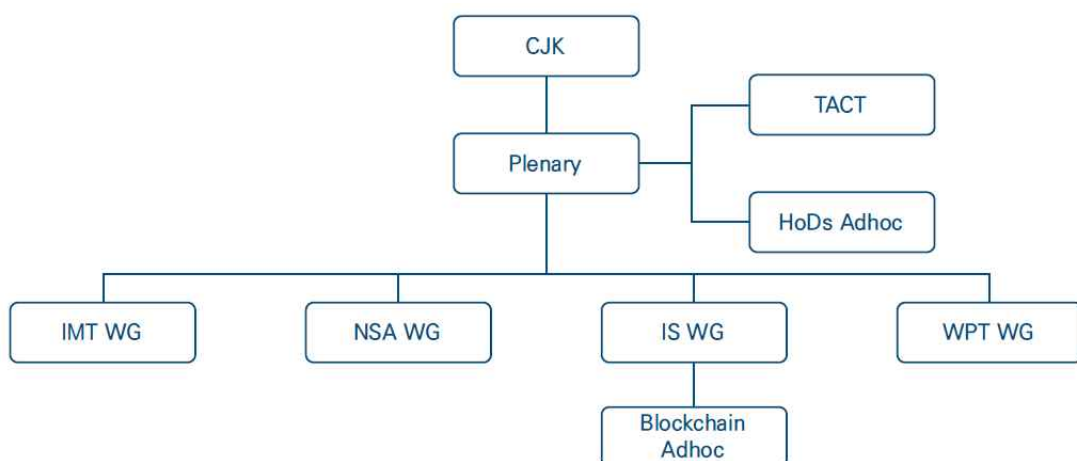 CJK
TACT
Plenary
HoDs Adhoc
IMT WG
NSA WG
IS WG
WPT WG
Blockchain
Adhoc